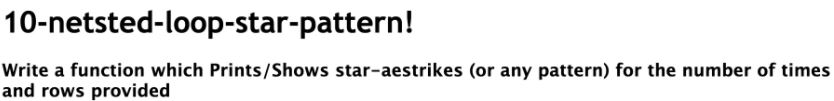 10-netsted-loop-star-pattern!
Write a function which Prints/Shows star-aestrikes (or any pattern) for the number of times
and rows provided